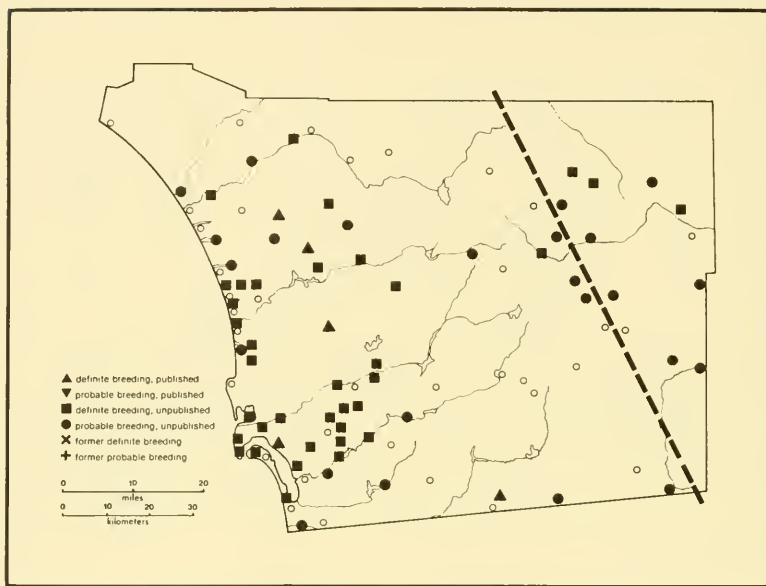 definite breeding, published
probable breeding, published
definite breeding, unpublished
probable breeding, unpublished
former definite breeding
former probable breeding
0 10 20
miles
0 10 20 30
kilometers